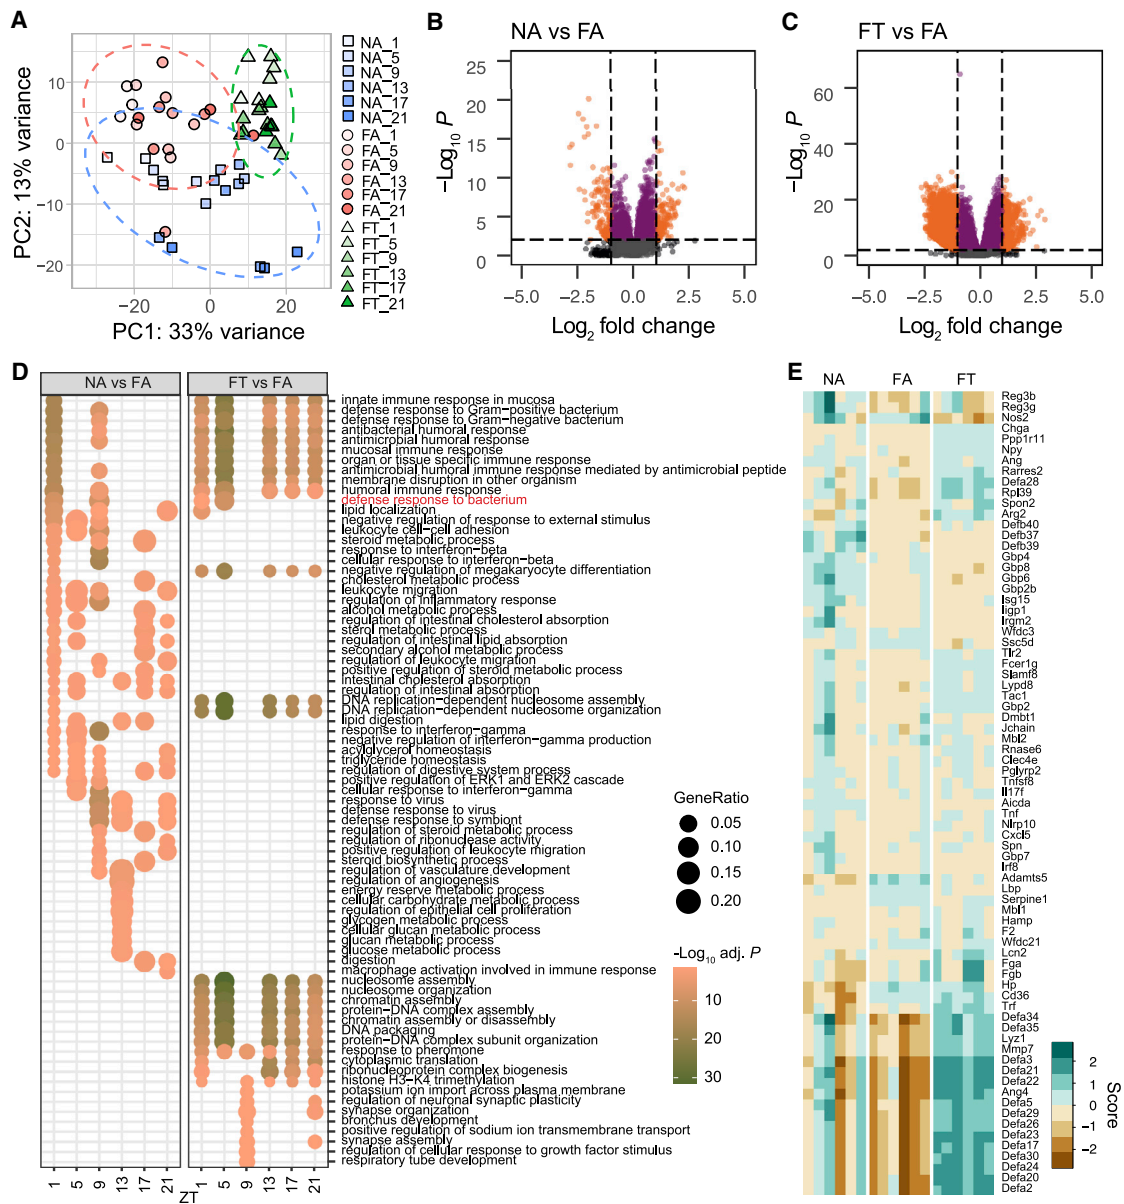 A
PC2: 13% variance
10
0
−10
−20
−20
0
20
PC1: 33% variance
NA_1
NA_5
NA_9
NA_13
NA_17
NA_21
FA_1
FA_5
FA_9
FA_13
FA_17
FA_21
FT_1
FT_5
FT_9
FT_13
FT_17
FT_21
B
NA vs FA
−Log10 P
25
20
15
10
5
0
−5.0
−2.5
0.0
2.5
5.0
Log2 fold change
C
FT vs FA
−Log10 P
60
40
20
0
−5.0
−2.5
0.0
2.5
5.0
Log2 fold change
D
NA vs FA
FT vs FA
innate immune response in mucosa
defense response to Gram−positive bacterium
defense response to Gram−negative bacterium
antibacterial humoral response
antimicrobial humoral response
mucosal immune response
organ or tissue specific immune response
antimicrobial humoral immune response mediated by antimicrobial peptide
membrane disruption in other organism
humoral immune response
defense response to bacterium
lipid localization
negative regulation of response to external stimulus
leukocyte cell−cell adhesion
steroid metabolic process
response to interferon−beta
cellular response to interferon−beta
negative regulation of megakaryocyte differentiation
cholesterol metabolic process
leukocyte migration
regulation of inflammatory response
alcohol metabolic process
regulation of intestinal cholesterol absorption
sterol metabolic process
regulation of intestinal lipid absorption
secondary alcohol metabolic process
regulation of leukocyte migration
positive regulation of steroid metabolic process
intestinal cholesterol absorption
regulation of intestinal absorption
DNA replication−dependent nucleosome assembly
DNA replication−dependent nucleosome organization
lipid digestion
response to interferon−gamma
negative regulation of interferon−gamma production
acylglycerol homeostasis
triglyceride homeostasis
regulation of digestive system process
positive regulation of ERK1 and ERK2 cascade
cellular response to interferon−gamma
response to virus
defense response to virus
defense response to symbiont
regulation of steroid metabolic process
regulation of ribonuclease activity
positive regulation of leukocyte migration
steroid biosynthetic process
regulation of vasculature development
regulation of angiogenesis
energy reserve metabolic process
cellular carbohydrate metabolic process
regulation of epithelial cell proliferation
glycogen metabolic process
cellular glucan metabolic process
glucan metabolic process
glucose metabolic process
digestion
macrophage activation involved in immune response
nucleosome assembly
nucleosome organization
chromatin assembly
protein−DNA complex assembly
chromatin assembly or disassembly
DNA packaging
protein−DNA complex subunit organization
response to pheromone
cytoplasmic translation
ribonucleoprotein complex biogenesis
histone H3−K4 trimethylation
potassium ion import across plasma membrane
regulation of neuronal synaptic plasticity
synapse organization
bronchus development
positive regulation of sodium ion transmembrane transport
synapse assembly
regulation of cellular response to growth factor stimulus
respiratory tube development
1
5
9
13
17
21
1
5
9
13
17
21
ZT
GeneRatio
0.05
0.10
0.15
0.20
-Log10 adj. P
10
20
30
E
NA
FA
FT
Reg3b
Reg3g
Nos2
Chga
Ppp1r11
Npy
Ang
Rarres2
Defa28
Rpl39
Spon2
Arg2
Defb40
Defb37
Defb39
Gbp4
Gbp8
Gbp6
Gbp2b
Isg15
Iigp1
Irgm2
Wfdc3
Ssc5d
Tlr2
Fcer1g
Slamf8
Lypd8
Tac1
Gbp2
Dmbt1
Jchain
Mbl2
Rnase6
Clec4e
Pglyrp2
Tnfsf8
Il17f
Aicda
Tnf
Nlrp10
Cxcl5
Spn
Gbp7
Irf8
Adamts5
Lbp
Serpine1
Mbl1
Hamp
F2
Wfdc21
Lcn2
Fga
Fgb
Hp
Cd36
Trf
Defa34
Defa35
Lyz1
Mmp7
Defa3
Defa21
Defa22
Ang4
Defa5
Defa29
Defa26
Defa23
Defa17
Defa30
Defa24
Defa20
Defa2
2
1
0
−1
−2
Score